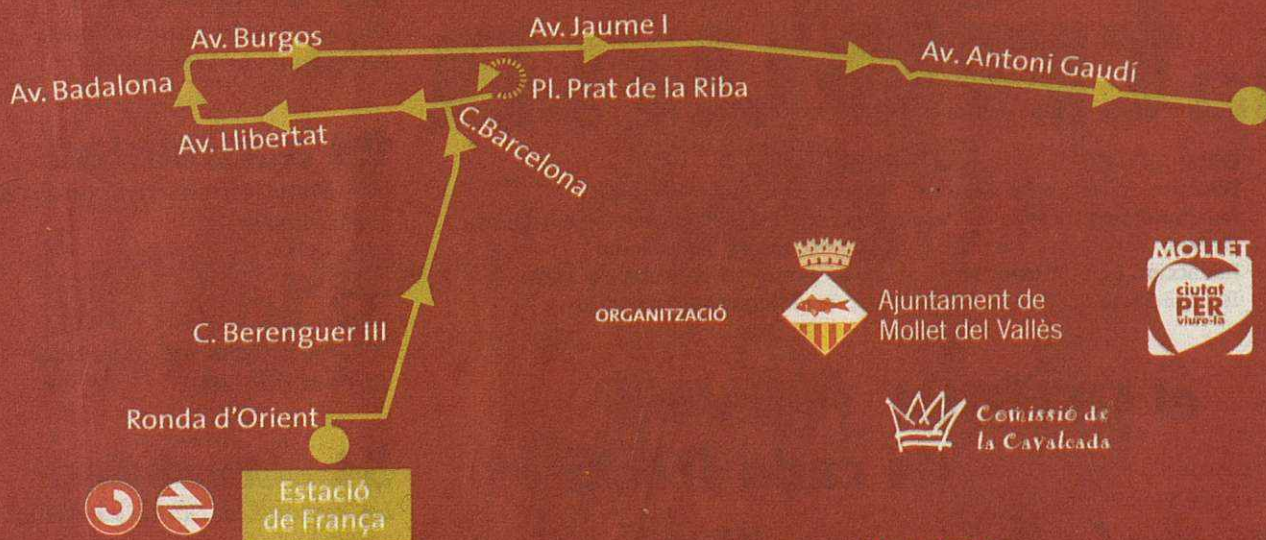 Av. Burgos
Av. Jaume I
Av. Antoni Gaudí
Av. Badalona
Pl. Prat de la Riba
Av. Llibertat
C.Barcelona
C. Berenguer III
Ronda d'Orient
Estació
de França
ORGANITZACIÓ
Ajuntament de
Mollet del Vallès
MOLLET
ciutat
PER
viure-la
Comissió de
la Cavalcada